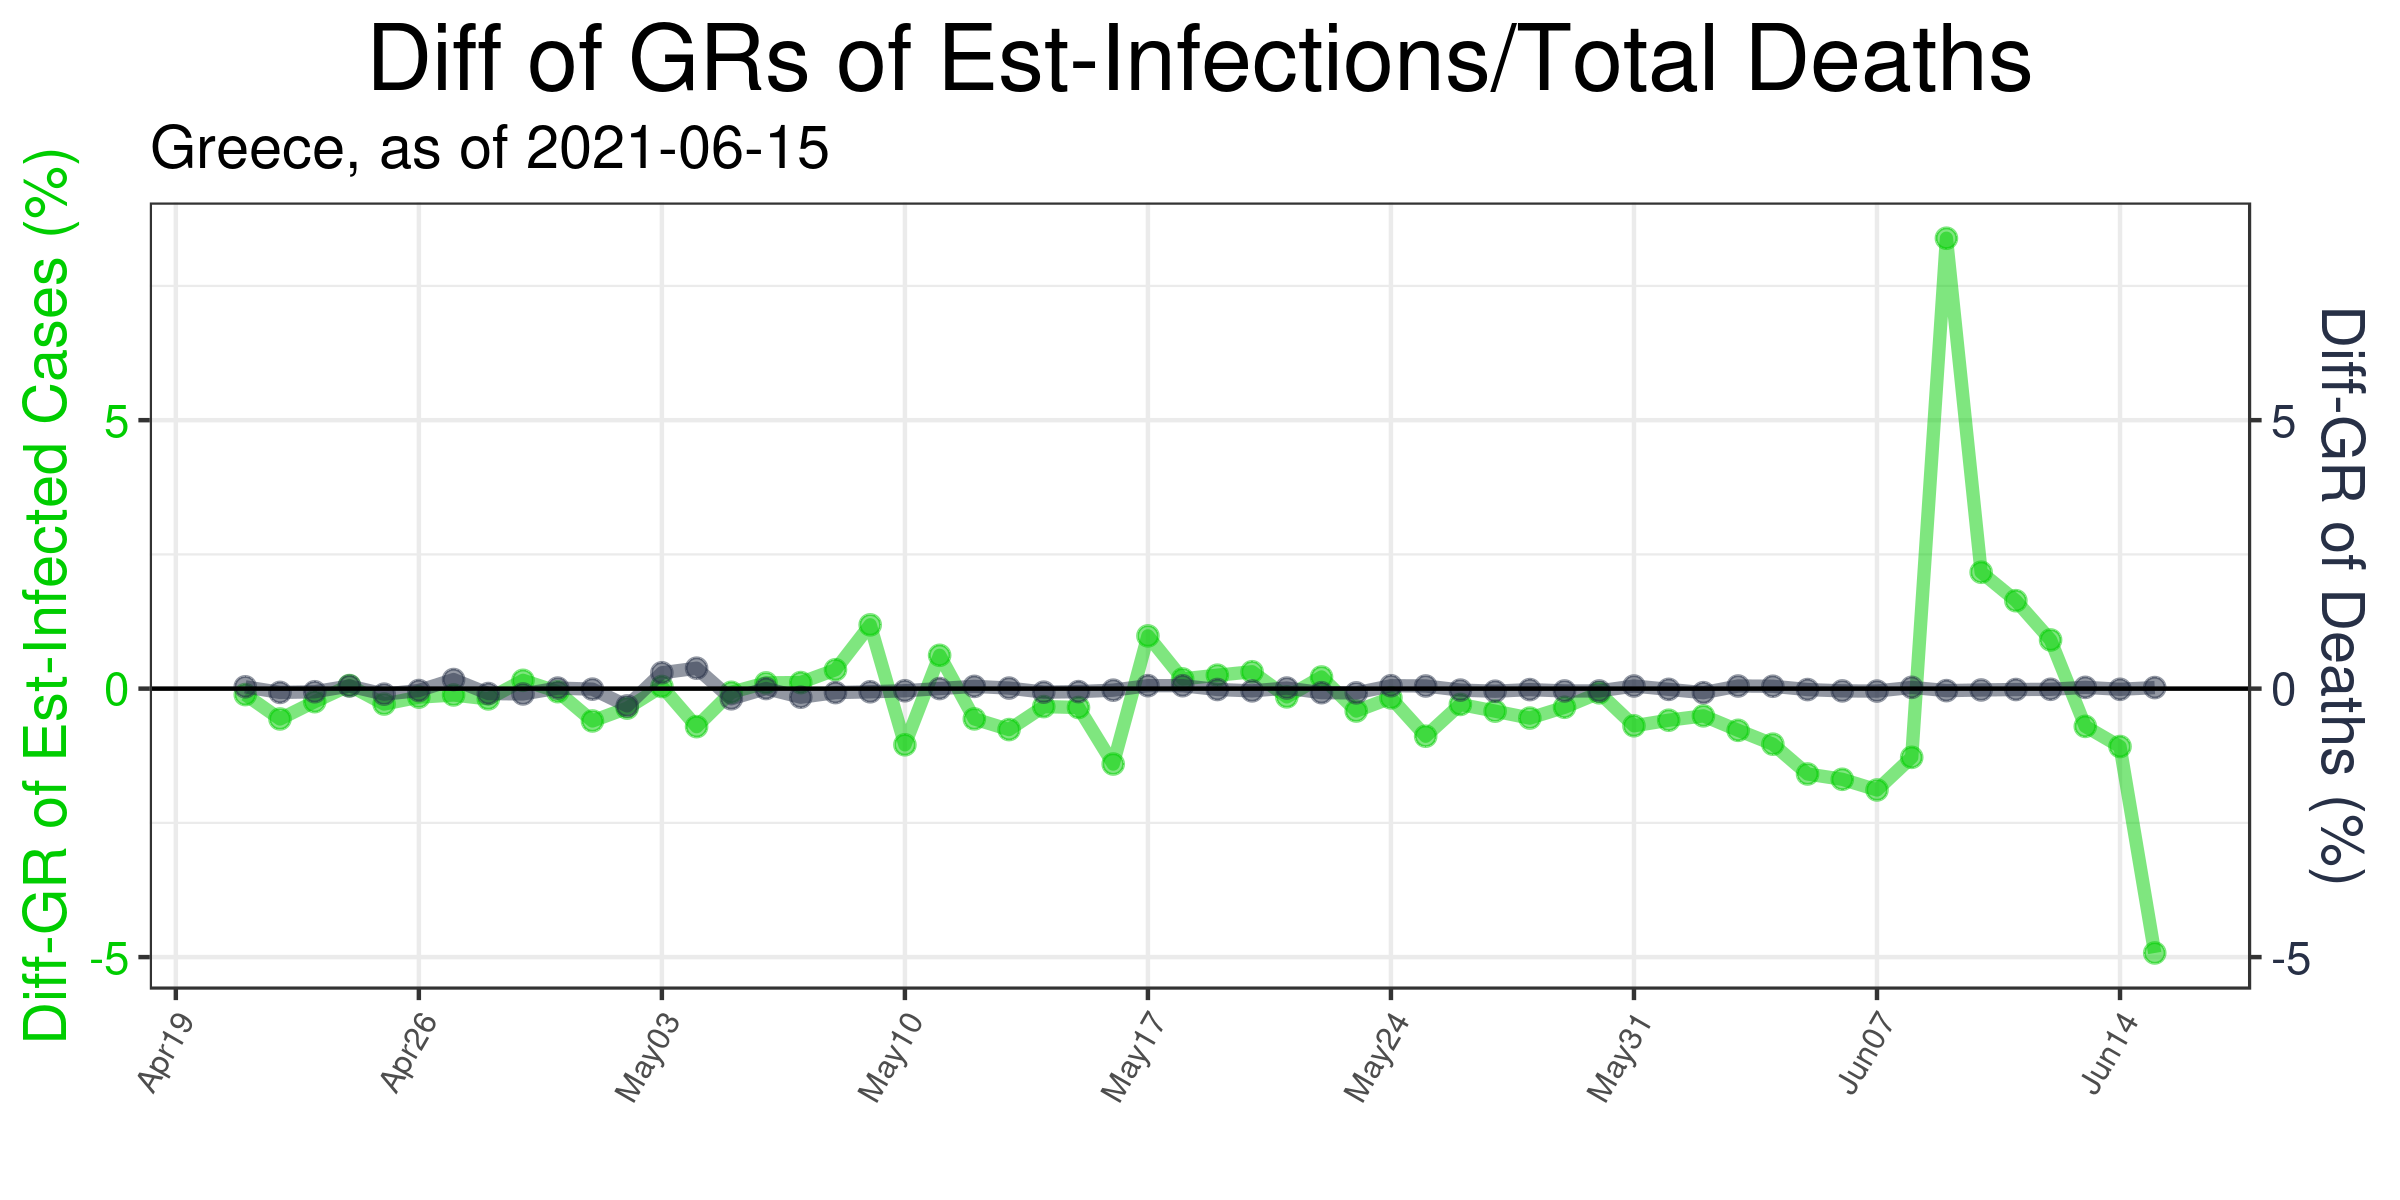 Diff of GRs of Est-Infections/Total Deaths
Greece, as of 2021-06-15
Diff-GR of Est-Infected Cases (%)
5
0
-5
5
0
-5
Diff-GR of Deaths (%)
Apr19
Apr26
May03
May10
May17
May24
May31
Jun07
Jun14